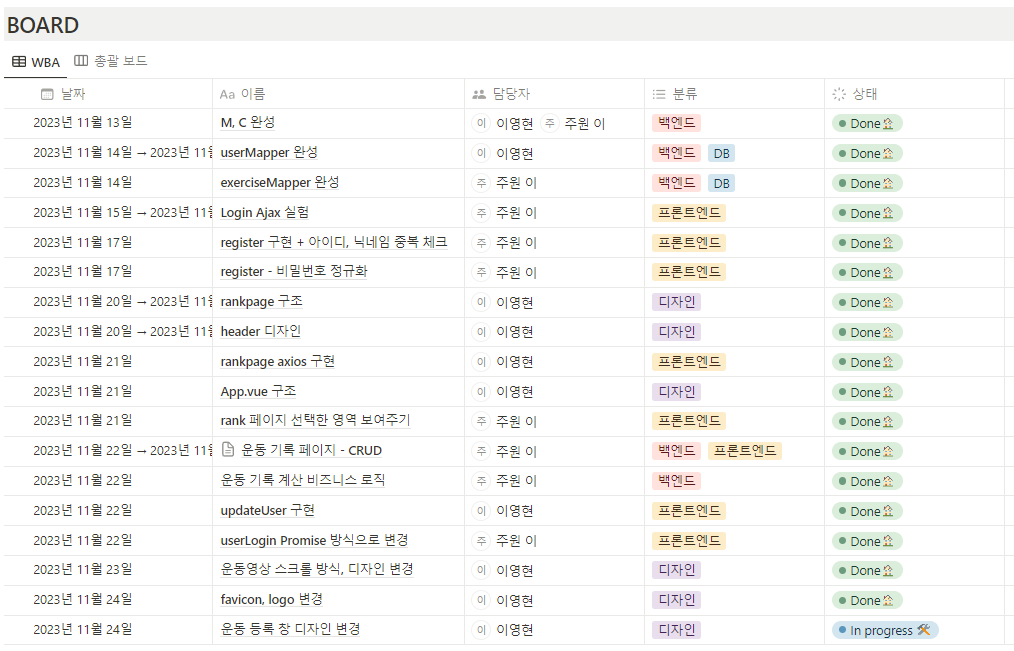 BOARD
WBA 총괄 보드
날짜 Aa 이름 담당자 분류 상태
2023년 11월 13일 M, C 완성 이 이영현 주 주원 이 백엔드 Done
2023년 11월 14일 → 2023년 11월 userMapper 완성 이 이영현 백엔드 DB Done
2023년 11월 14일 exerciseMapper 완성 주 주원 이 백엔드 DB Done
2023년 11월 15일 → 2023년 11월 Login Ajax 실험 주 주원 이 프론트엔드 Done
2023년 11월 17일 register 구현 + 아이디, 닉네임 중복 체크 주 주원 이 프론트엔드 Done
2023년 11월 17일 register - 비밀번호 정규화 주 주원 이 프론트엔드 Done
2023년 11월 20일 → 2023년 11월 rankpage 구조 이 이영현 디자인 Done
2023년 11월 20일 → 2023년 11월 header 디자인 이 이영현 디자인 Done
2023년 11월 21일 rankpage axios 구현 이 이영현 프론트엔드 Done
2023년 11월 21일 App.vue 구조 이 이영현 디자인 Done
2023년 11월 21일 rank 페이지 선택한 영역 보여주기 주 주원 이 프론트엔드 Done
2023년 11월 22일 → 2023년 11월 운동 기록 페이지 - CRUD 주 주원 이 백엔드 프론트엔드 Done
2023년 11월 22일 운동 기록 계산 비즈니스 로직 주 주원 이 백엔드 Done
2023년 11월 22일 updateUser 구현 이 이영현 프론트엔드 Done
2023년 11월 22일 userLogin Promise 방식으로 변경 주 주원 이 프론트엔드 Done
2023년 11월 23일 운동영상 스크롤 방식, 디자인 변경 이 이영현 디자인 Done
2023년 11월 24일 favicon, logo 변경 이 이영현 디자인 Done
2023년 11월 24일 운동 등록 창 디자인 변경 이 이영현 디자인 In progress